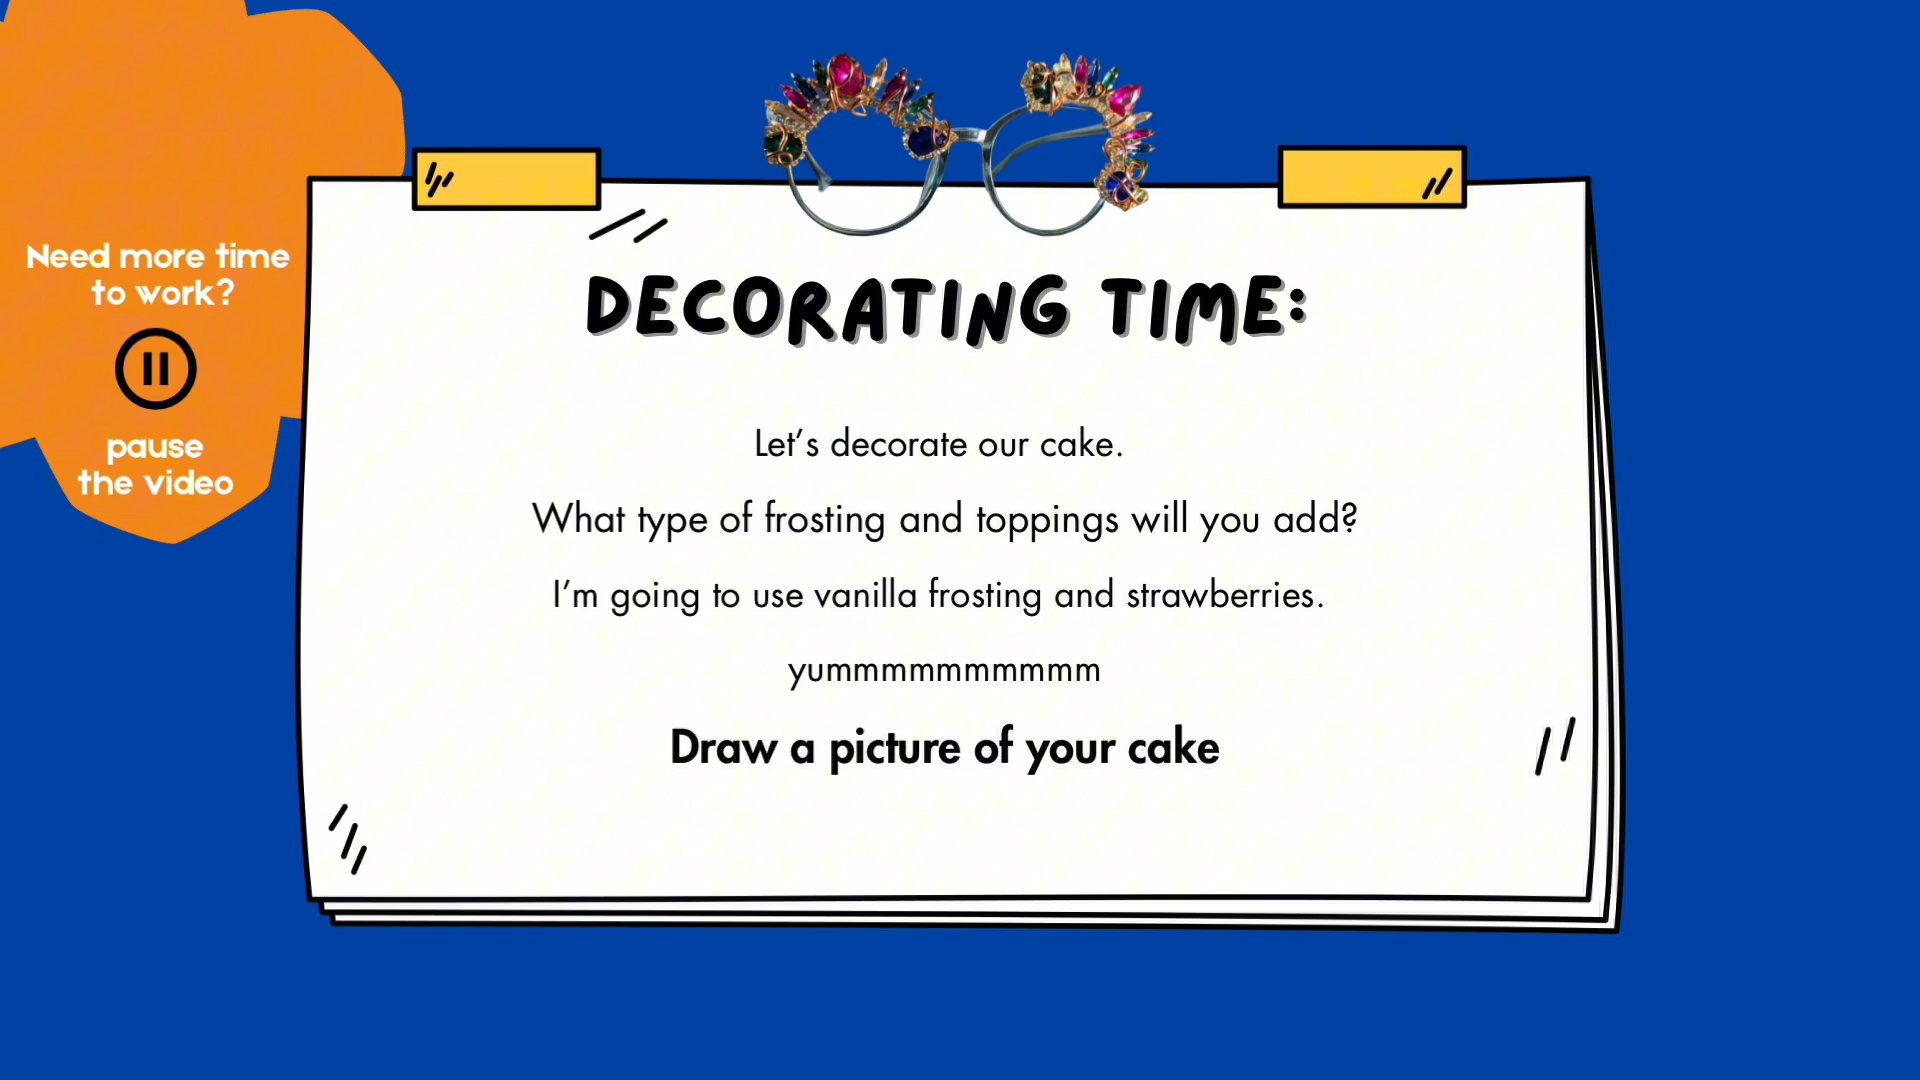 Need more time
to work?
pause
the video
DECORATING TIME:
Let's decorate our cake.
What type of frosting and toppings will you add?
I'm going to use vanilla frosting and strawberries.
yummmmmmmmmm
Draw a picture of your cake